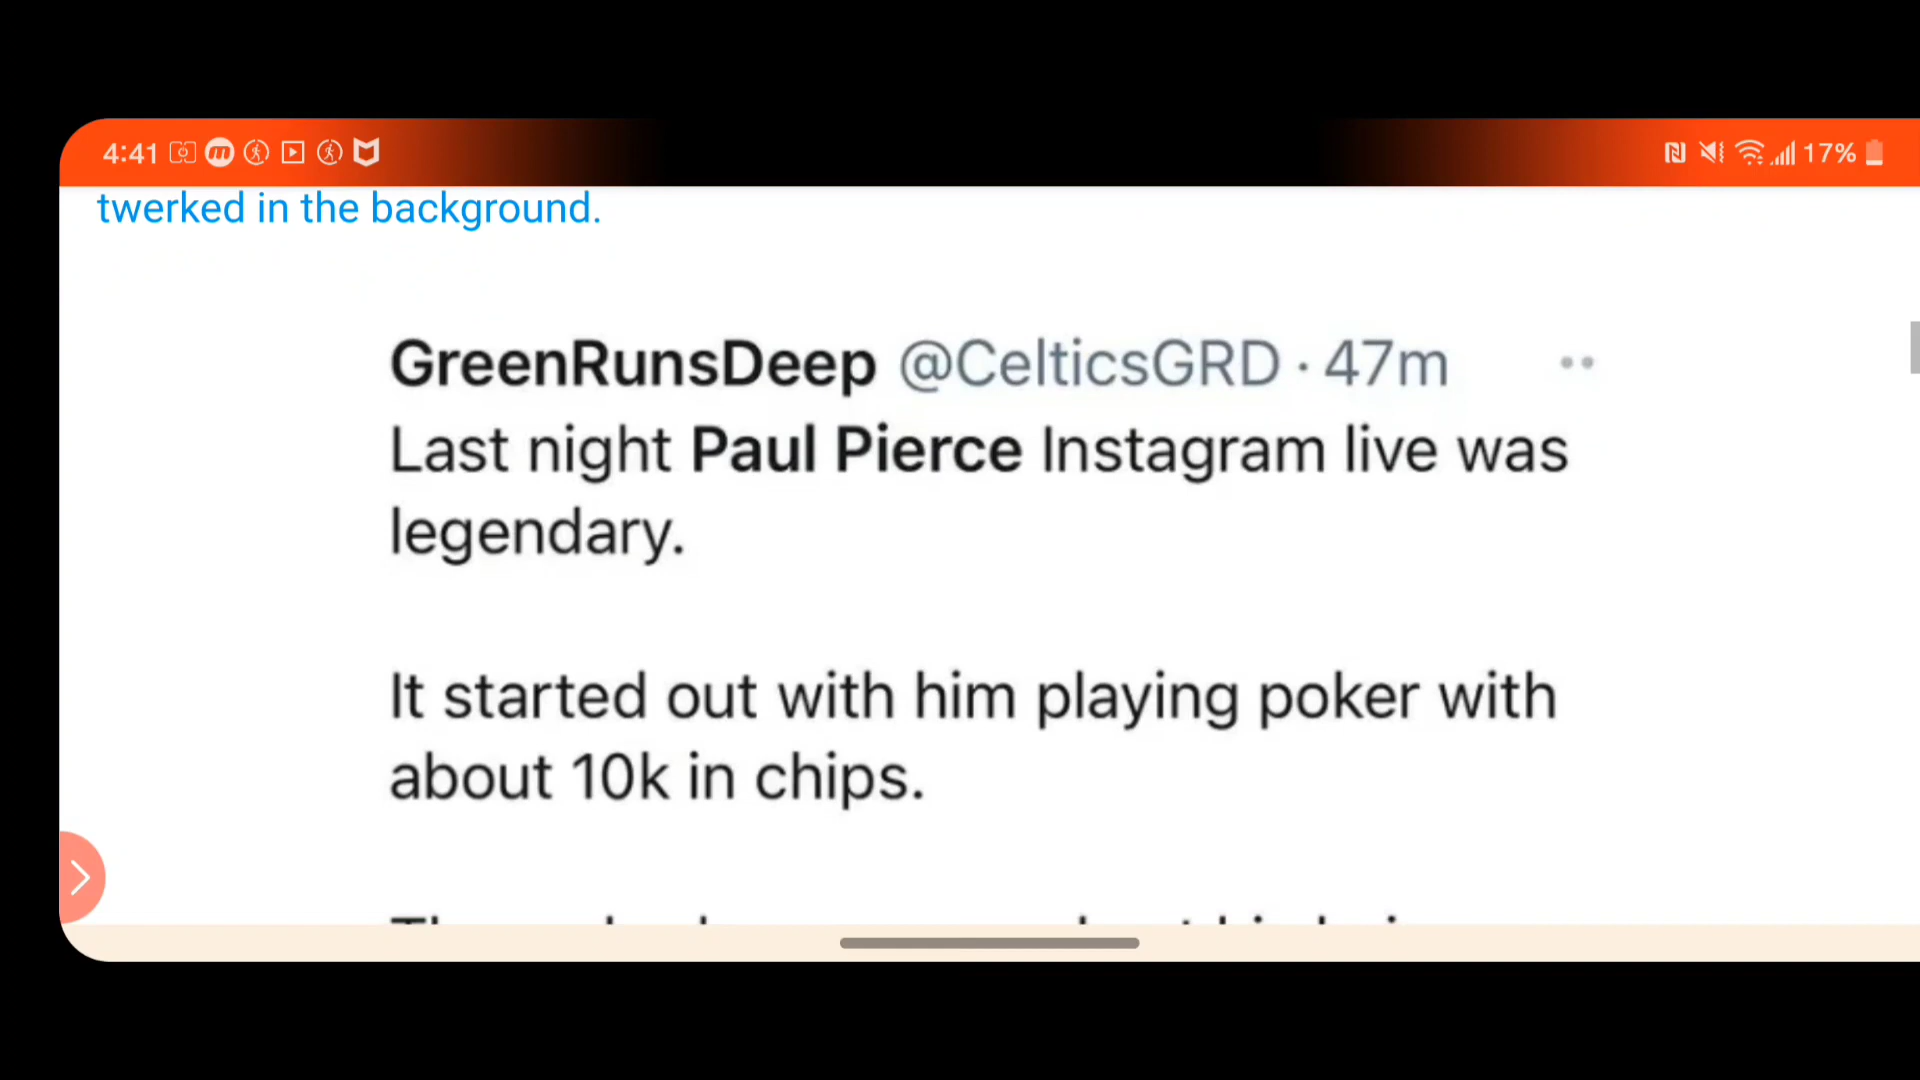 4:41
17%
twerked in the background.
GreenRunsDeep @CelticsGRD · 47m
Last night Paul Pierce Instagram live was
legendary.
It started out with him playing poker with
about 10k in chips.